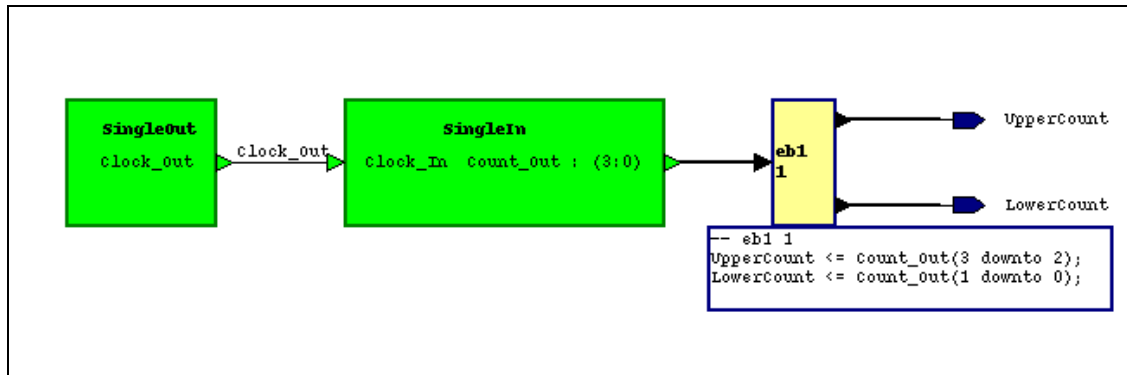 SingleOut
Clock_Out
Clock_Out
SingleIn
Clock_In Count_Out : (3:0)
eb1
1
UpperCount
LowerCount
-- eb1 1
UpperCount <= Count_Out(3 downto 2);
LowerCount <= Count_Out(1 downto 0);